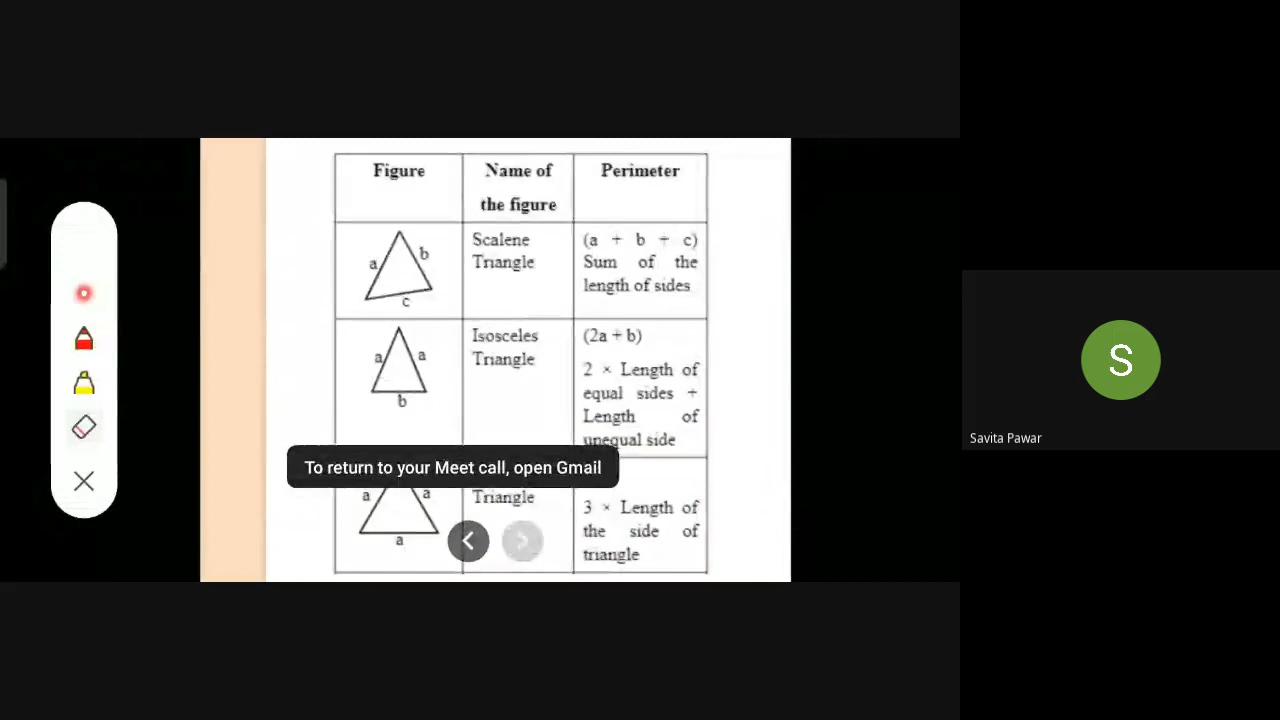 Figure
Name of
the figure
Perimeter
a
b
c
Scalene
Triangle
(a + b + c)
Sum of the
length of sides
a
a
b
Isosceles
Triangle
(2a + b)
2 × Length of
equal sides +
Length of
unequal side
To return to your Meet call, open Gmail
a
a
a
Triangle
3 × Length of
the side of
triangle
S
Savita Pawar